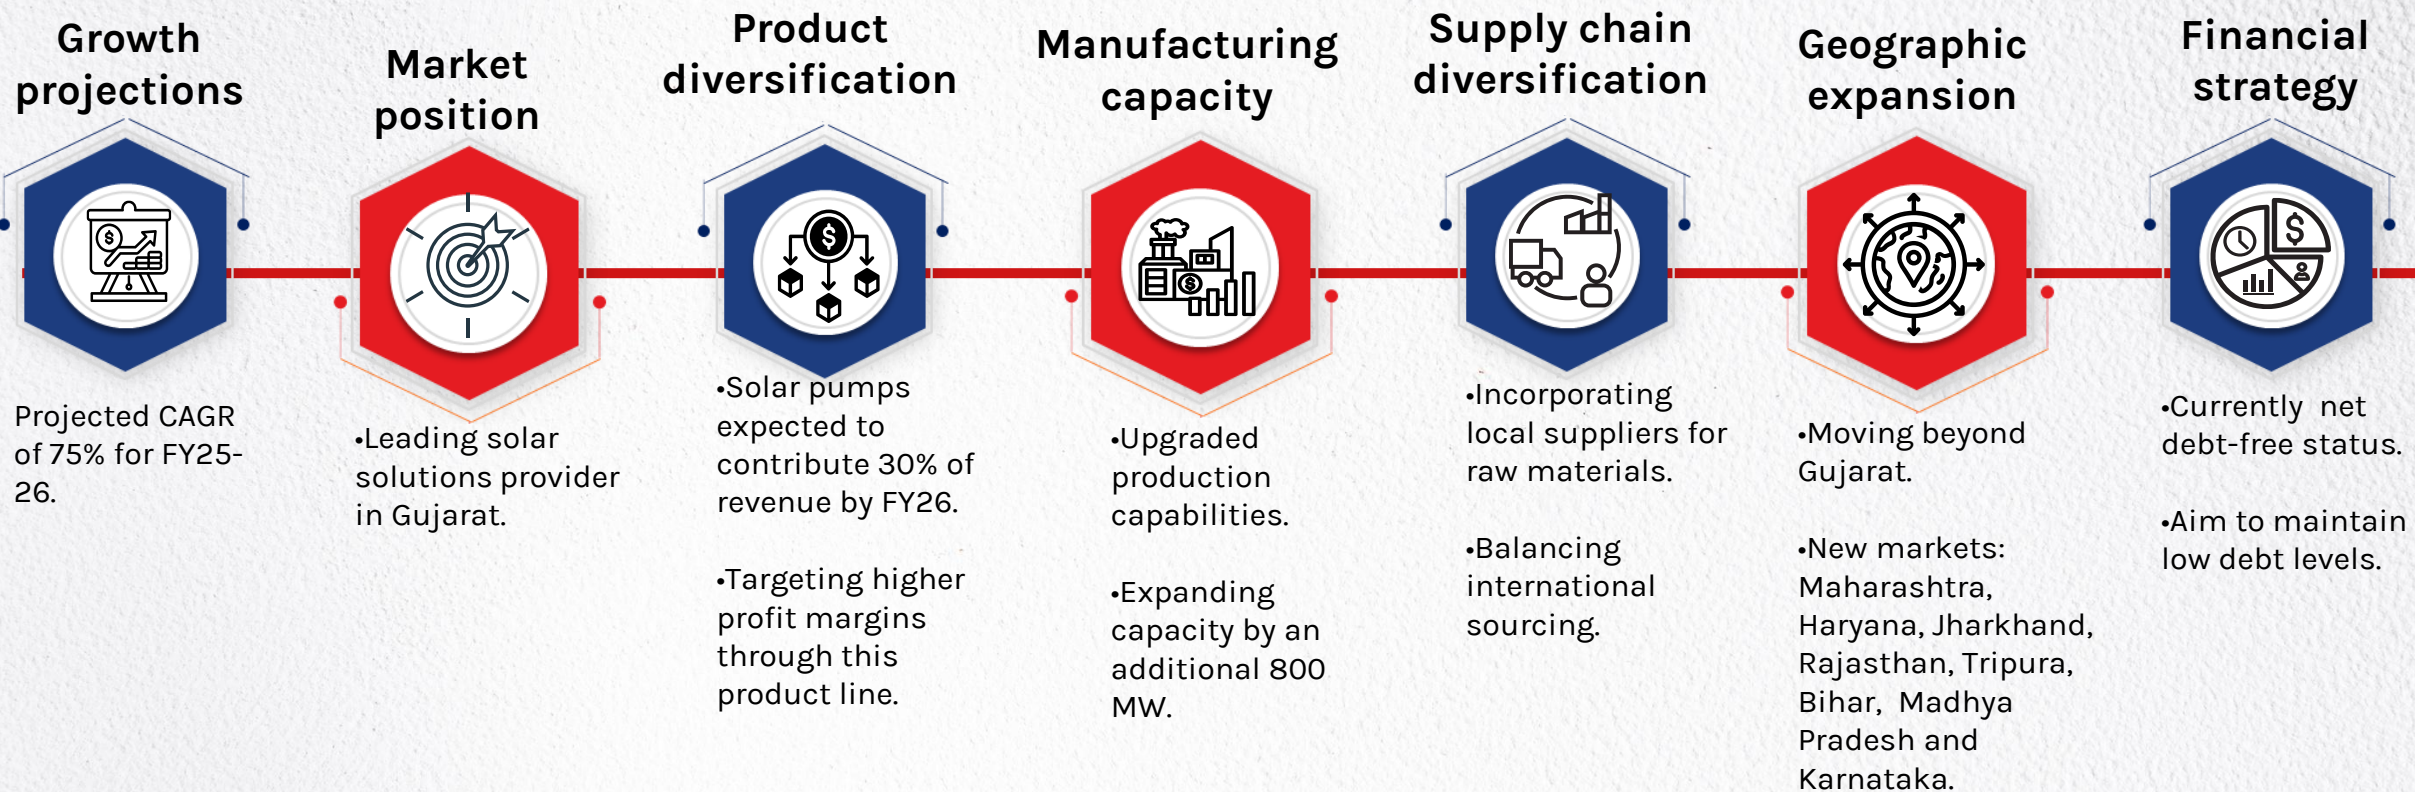 Growth
projections
Projected CAGR
of 75% for FY25-
26.
Market
position
•Leading solar
solutions provider
in Gujarat.
Product
diversification
•Solar pumps
expected to
contribute 30% of
revenue by FY26.
•Targeting higher
profit margins
through this
product line.
Manufacturing
capacity
•Upgraded
production
capabilities.
•Expanding
capacity by an
additional 800
MW.
Supply chain
diversification
•Incorporating
local suppliers for
raw materials.
•Balancing
international
sourcing.
Geographic
expansion
•Moving beyond
Gujarat.
•New markets:
Maharashtra,
Haryana, Jharkhand,
Rajasthan, Tripura,
Bihar, Madhya
Pradesh and
Karnataka.
Financial
strategy
•Currently net
debt-free status.
•Aim to maintain
low debt levels.